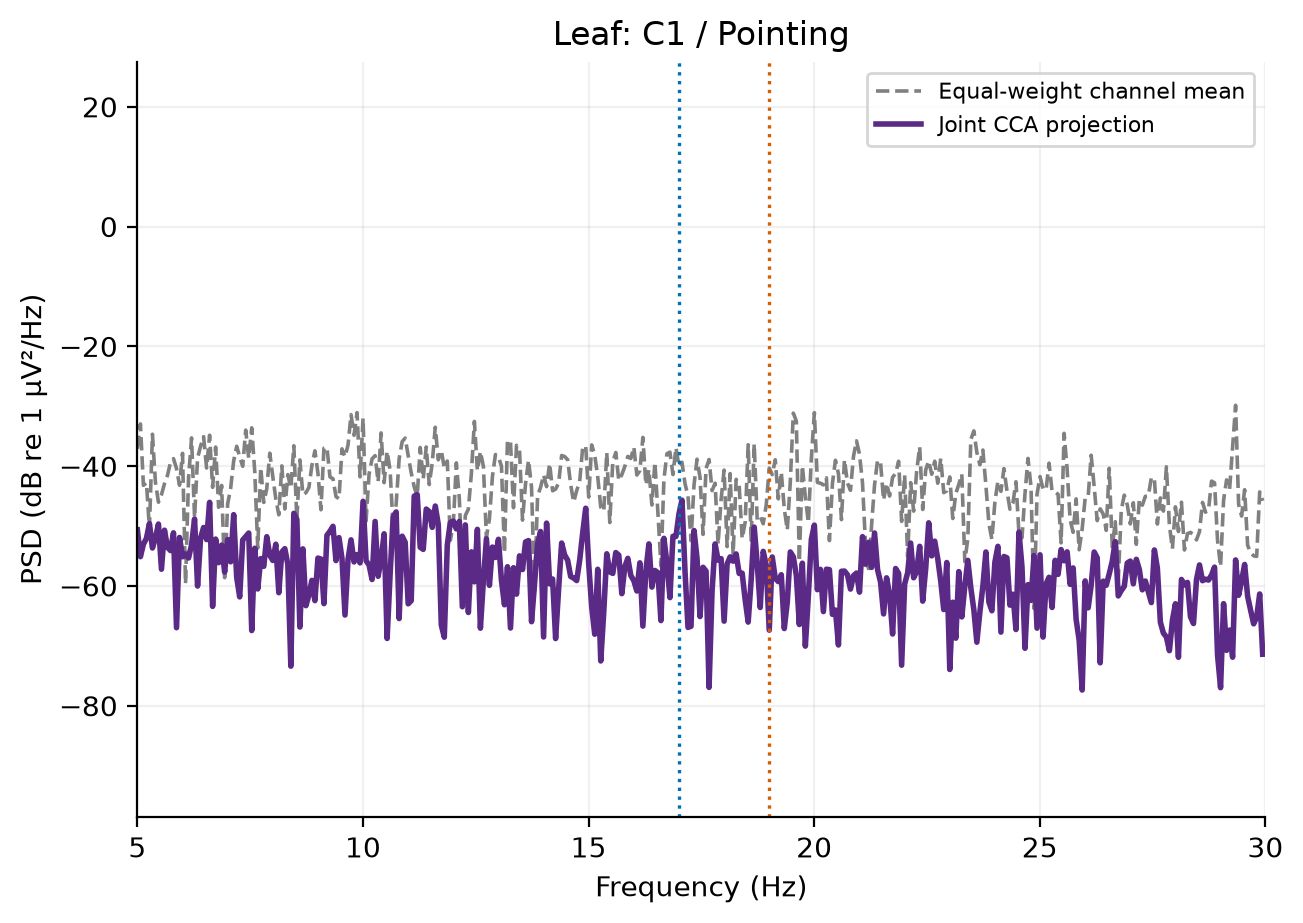 Leaf: C1 / Pointing
Equal-weight channel mean
Joint CCA projection
PSD (dB re 1 µV²/Hz)
20
0
−20
−40
−60
−80
5
10
15
20
25
30
Frequency (Hz)